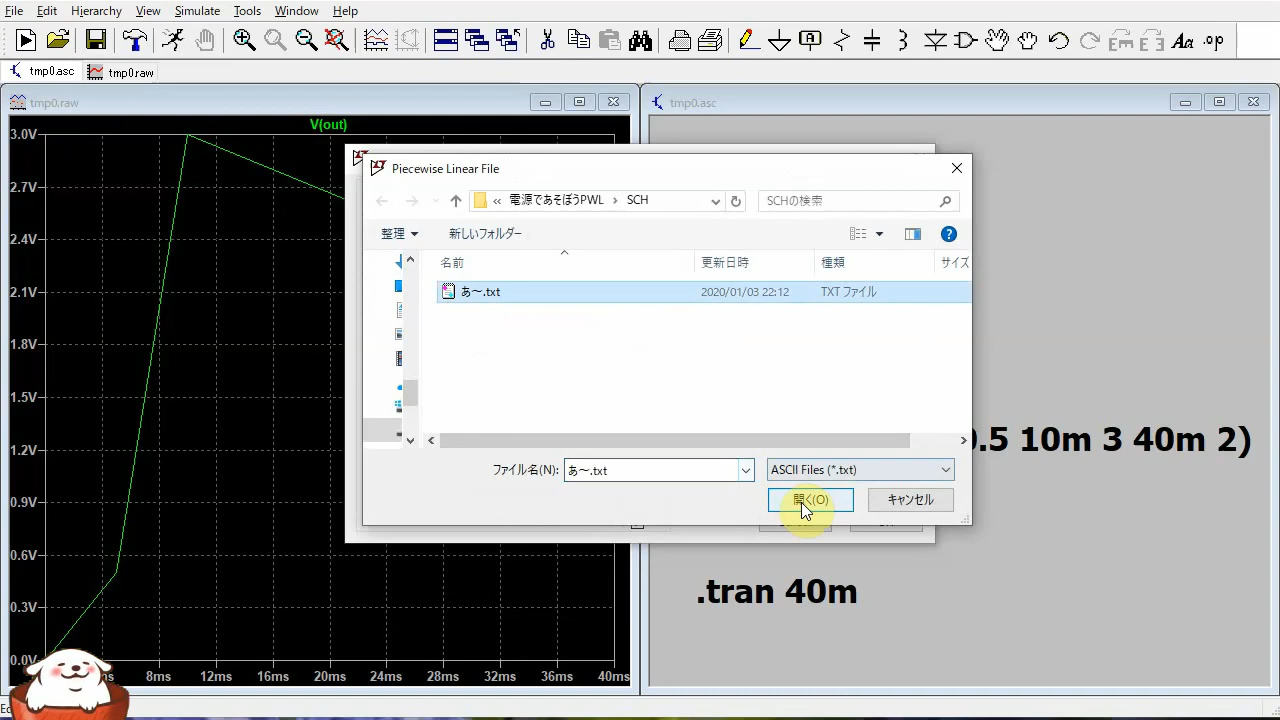 File Edit Hierarchy View Simulate Tools Window Help
tmp0.asc tmp0.raw
tmp0.raw
tmp0.asc
V(out)
3.0V
2.7V
2.4V
2.1V
1.8V
1.5V
1.2V
0.9V
0.6V
0.3V
0.0V
8ms 12ms 16ms 20ms 24ms 28ms 32ms 36ms 40ms
Piecewise Linear File
« 電源であそぼうPWL › SCH
SCHの検索
整理 新しいフォルダー
名前 更新日時 種類 サイズ
あ～.txt 2020/01/03 22:12 TXT ファイル
ファイル名(N): あ～.txt ASCII Files (*.txt)
開く(O) キャンセル
0.5 10m 3 40m 2)
.tran 40m